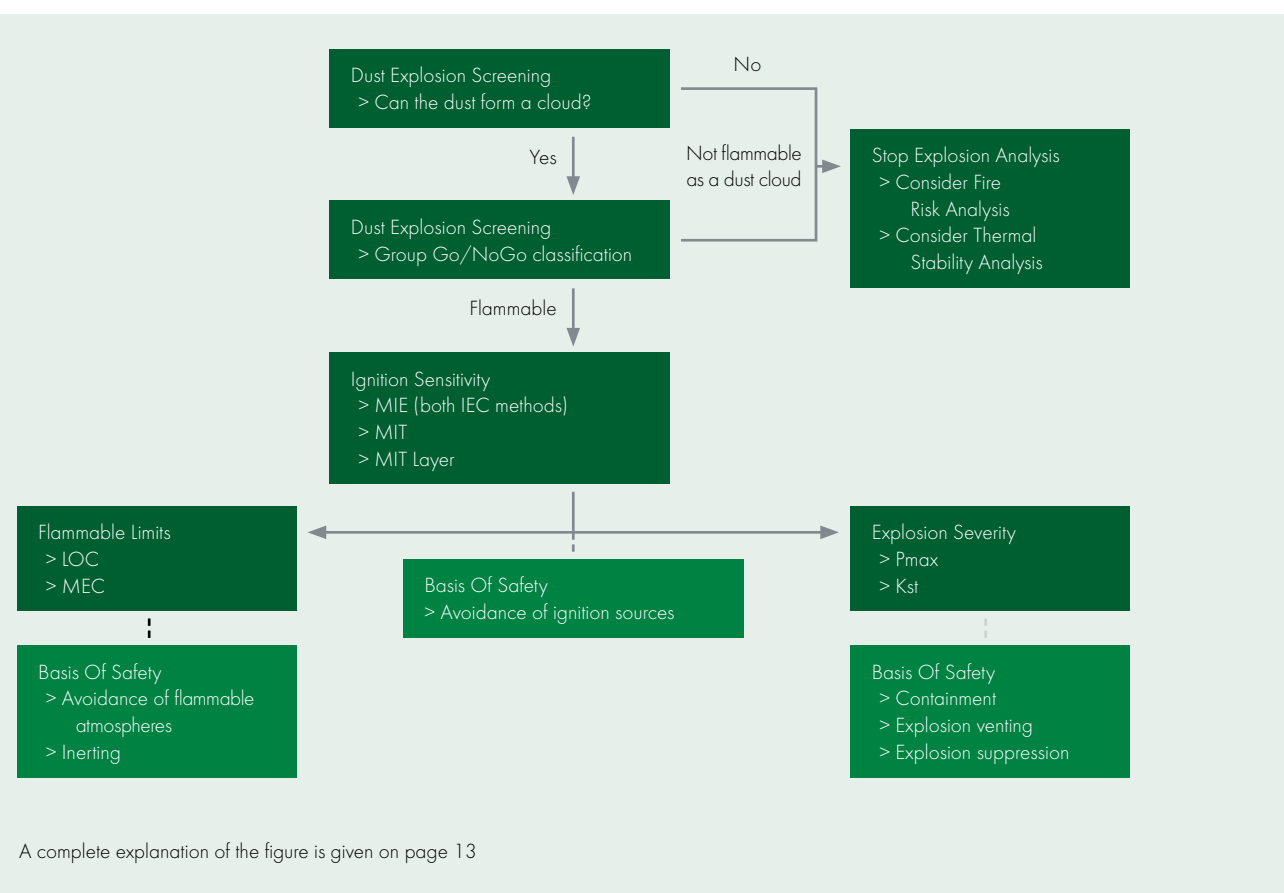 Dust Explosion Screening
> Can the dust form a cloud?
No
Yes
Not flammable
as a dust cloud
Stop Explosion Analysis
> Consider Fire
Risk Analysis
> Consider Thermal
Stability Analysis
Dust Explosion Screening
> Group Go/NoGo classification
Flammable
Ignition Sensitivity
> MIE (both IEC methods)
> MIT
> MIT Layer
Flammable Limits
> LOC
> MEC
Basis Of Safety
> Avoidance of ignition sources
Explosion Severity
> Pmax
> Kst
Basis Of Safety
> Avoidance of flammable
atmospheres
> Inerting
Basis Of Safety
> Containment
> Explosion venting
> Explosion suppression
A complete explanation of the figure is given on page 13